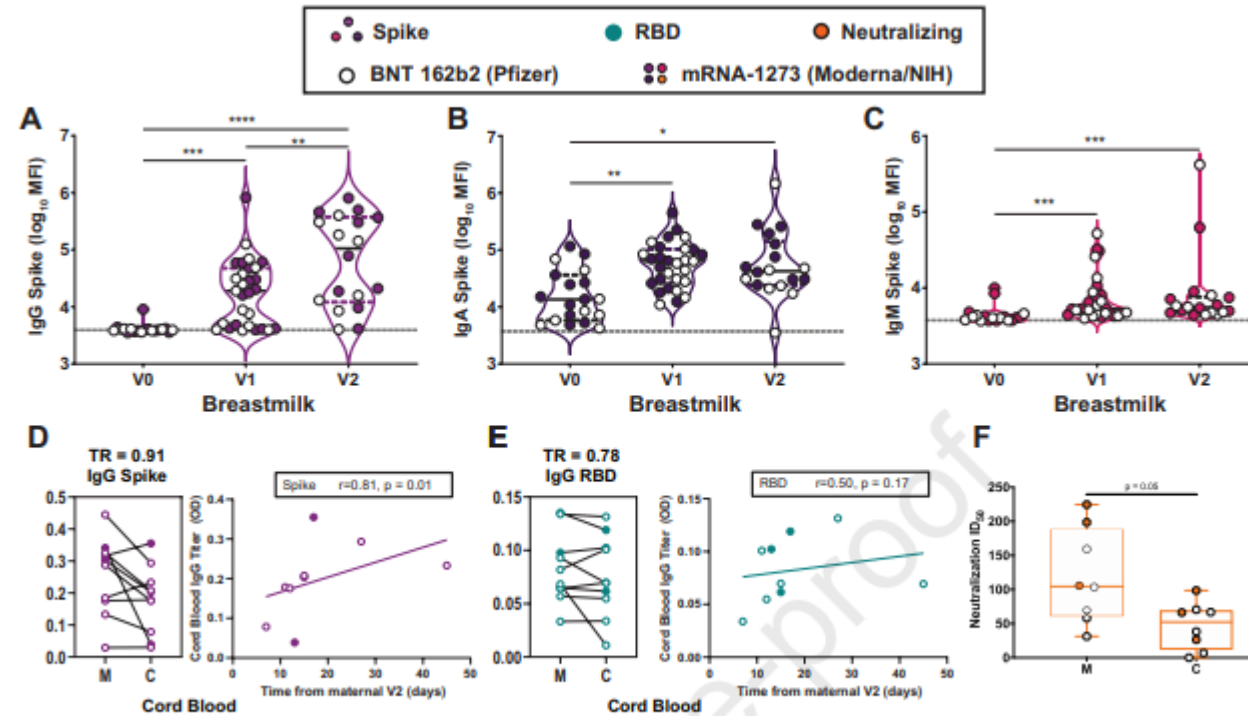 Spike RBD Neutralizing
BNT 162b2 (Pfizer) mRNA-1273 (Moderna/NIH)
A
IgG Spike (log10 MFI)
7
6
5
4
3
****
***
**
V0 V1 V2
Breastmilk
B
IgA Spike (log10 MFI)
7
6
5
4
3
*
**
V0 V1 V2
Breastmilk
C
IgM Spike (log10 MFI)
6
5
4
3
***
***
V0 V1 V2
Breastmilk
D
TR = 0.91
IgG Spike
0.5
0.4
0.3
0.2
0.1
0.0
M C
Spike r=0.81, p = 0.01
Cord Blood IgG Titer (OD)
0.4
0.3
0.2
0.1
0.0
0 10 20 30 40 50
Time from maternal V2 (days)
Cord Blood
E
TR = 0.78
IgG RBD
0.15
0.10
0.05
0.00
M C
RBD r=0.50, p = 0.17
Cord Blood IgG Titer (OD)
0.15
0.10
0.05
0.00
0 10 20 30 40 50
Time from maternal V2 (days)
Cord Blood
F
p = 0.05
Neutralization ID50
250
200
150
100
50
0
M C
e-proof